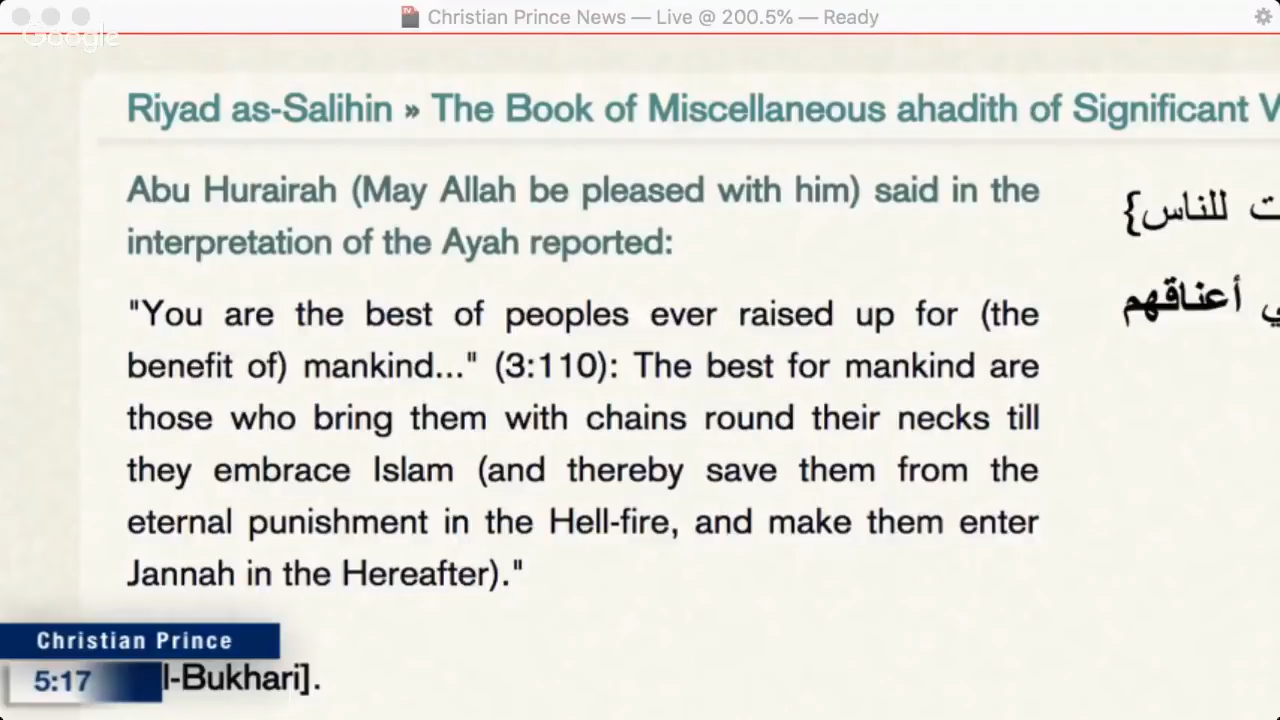 Christian Prince News — Live @ 200.5% — Ready
Google
Riyad as-Salihin » The Book of Miscellaneous ahadith of Significant
Abu Hurairah (May Allah be pleased with him) said in the
interpretation of the Ayah reported:
ت للناس}
أعناقهم
"You are the best of peoples ever raised up for (the
benefit of) mankind..." (3:110): The best for mankind are
those who bring them with chains round their necks till
they embrace Islam (and thereby save them from the
eternal punishment in the Hell-fire, and make them enter
Jannah in the Hereafter)."
Christian Prince
5:17
l-Bukhari].